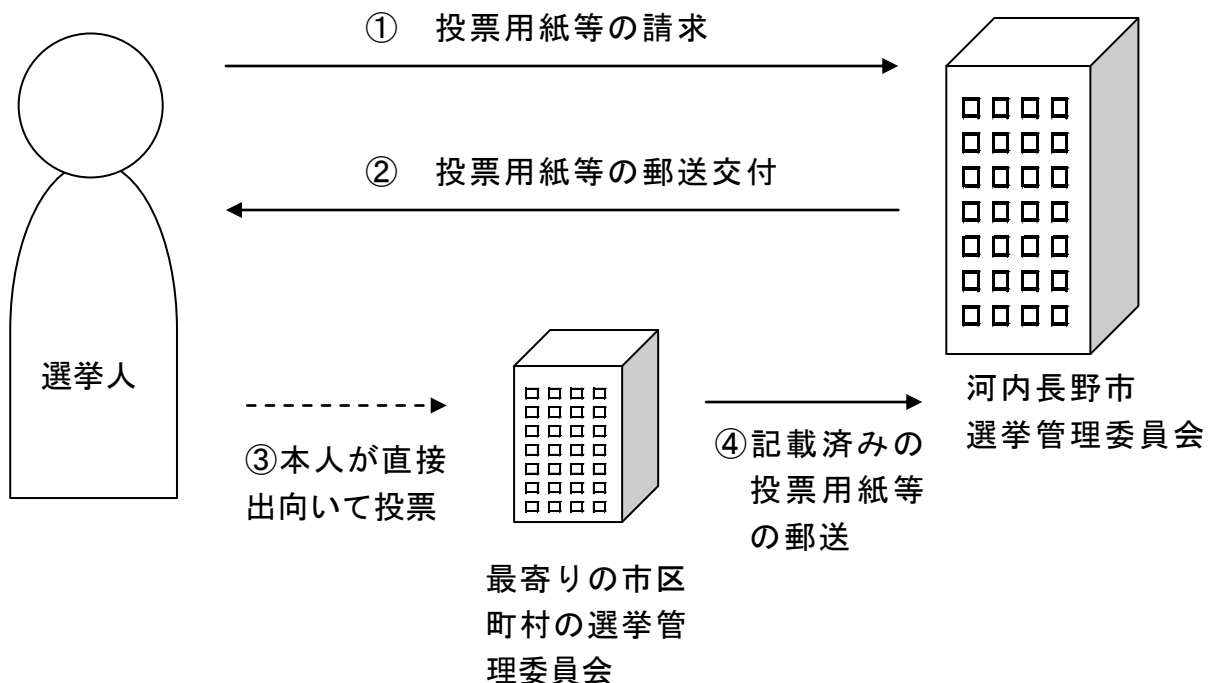 ① 投票用紙等の請求
② 投票用紙等の郵送交付
選挙人
③本人が直接
出向いて投票
最寄りの市区
町村の選挙管
理委員会
④記載済みの
投票用紙等
の郵送
河内長野市
選挙管理委員会